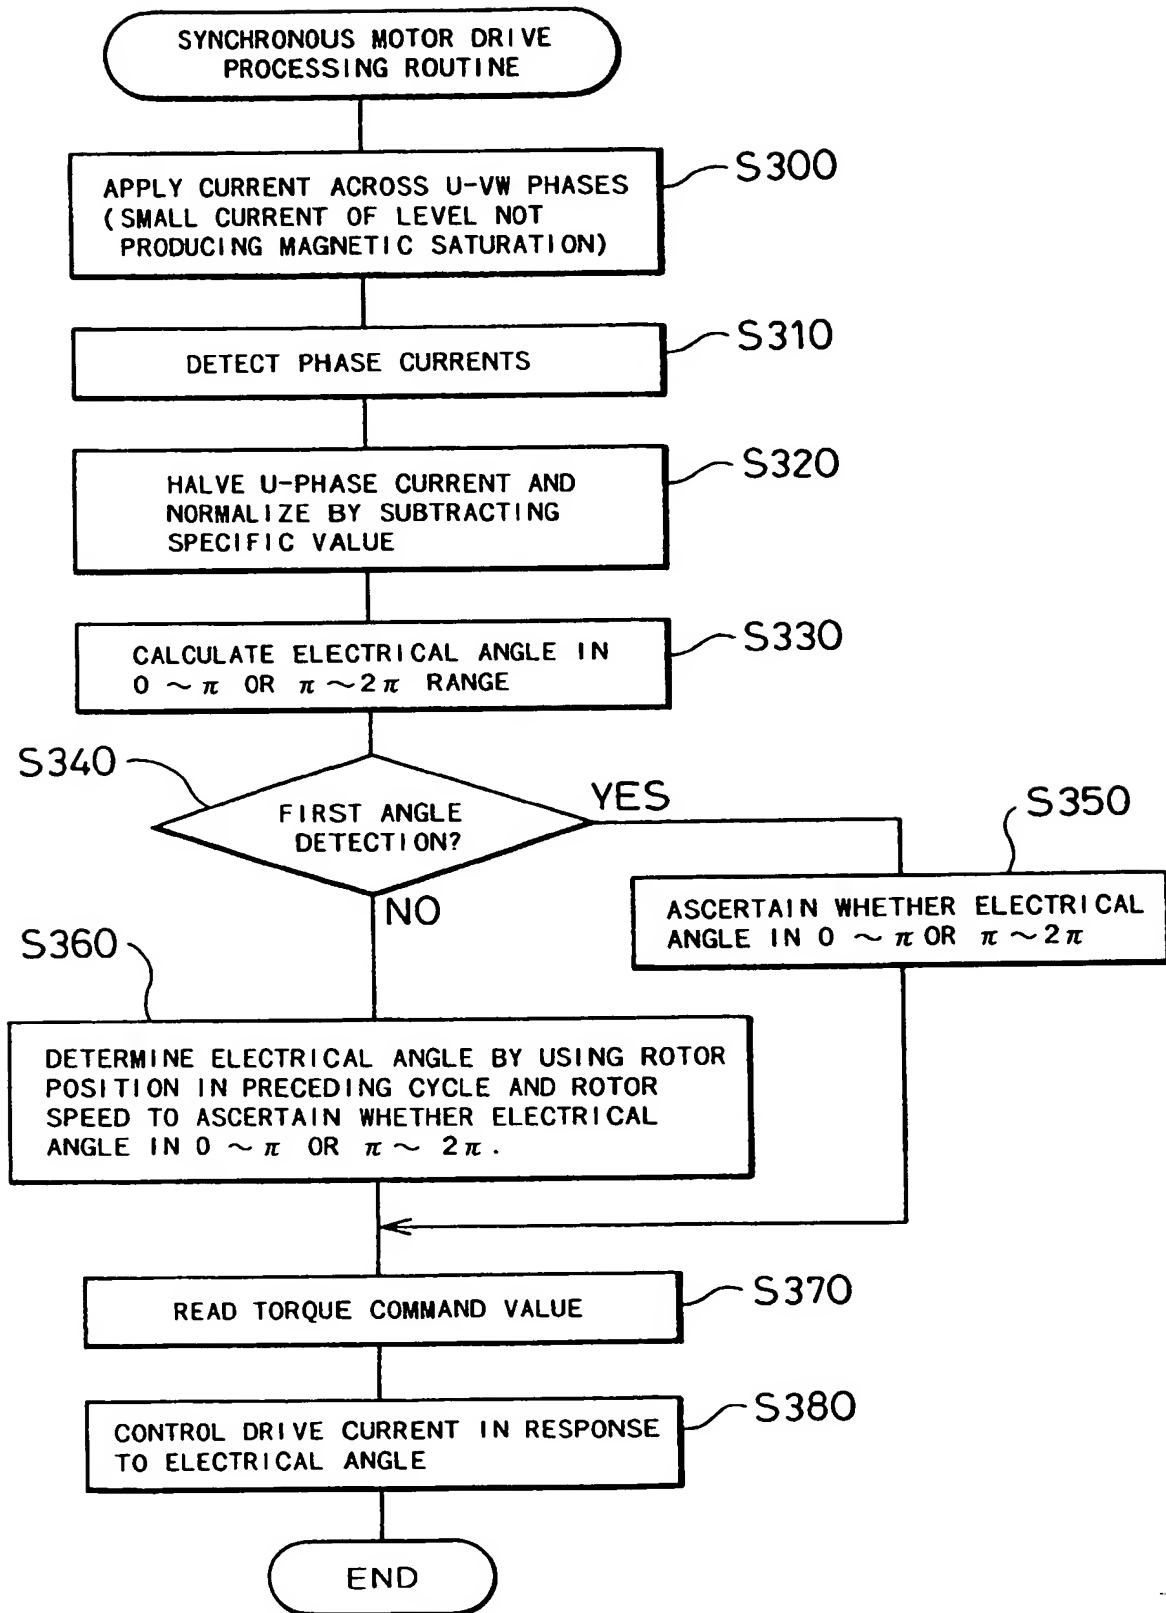 SYNCHRONOUS MOTOR DRIVE
PROCESSING ROUTINE
S300
APPLY CURRENT ACROSS U-VW PHASES
(SMALL CURRENT OF LEVEL NOT
PRODUCING MAGNETIC SATURATION)
S310
DETECT PHASE CURRENTS
S320
HALVE U-PHASE CURRENT AND
NORMALIZE BY SUBTRACTING
SPECIFIC VALUE
S330
CALCULATE ELECTRICAL ANGLE IN
0 ~ π OR π ~ 2π RANGE
S340
FIRST ANGLE
DETECTION?
YES
NO
S350
ASCERTAIN WHETHER ELECTRICAL
ANGLE IN 0 ~ π OR π ~ 2π
S360
DETERMINE ELECTRICAL ANGLE BY USING ROTOR
POSITION IN PRECEDING CYCLE AND ROTOR
SPEED TO ASCERTAIN WHETHER ELECTRICAL
ANGLE IN 0 ~ π OR π ~ 2π.
S370
READ TORQUE COMMAND VALUE
S380
CONTROL DRIVE CURRENT IN RESPONSE
TO ELECTRICAL ANGLE
END